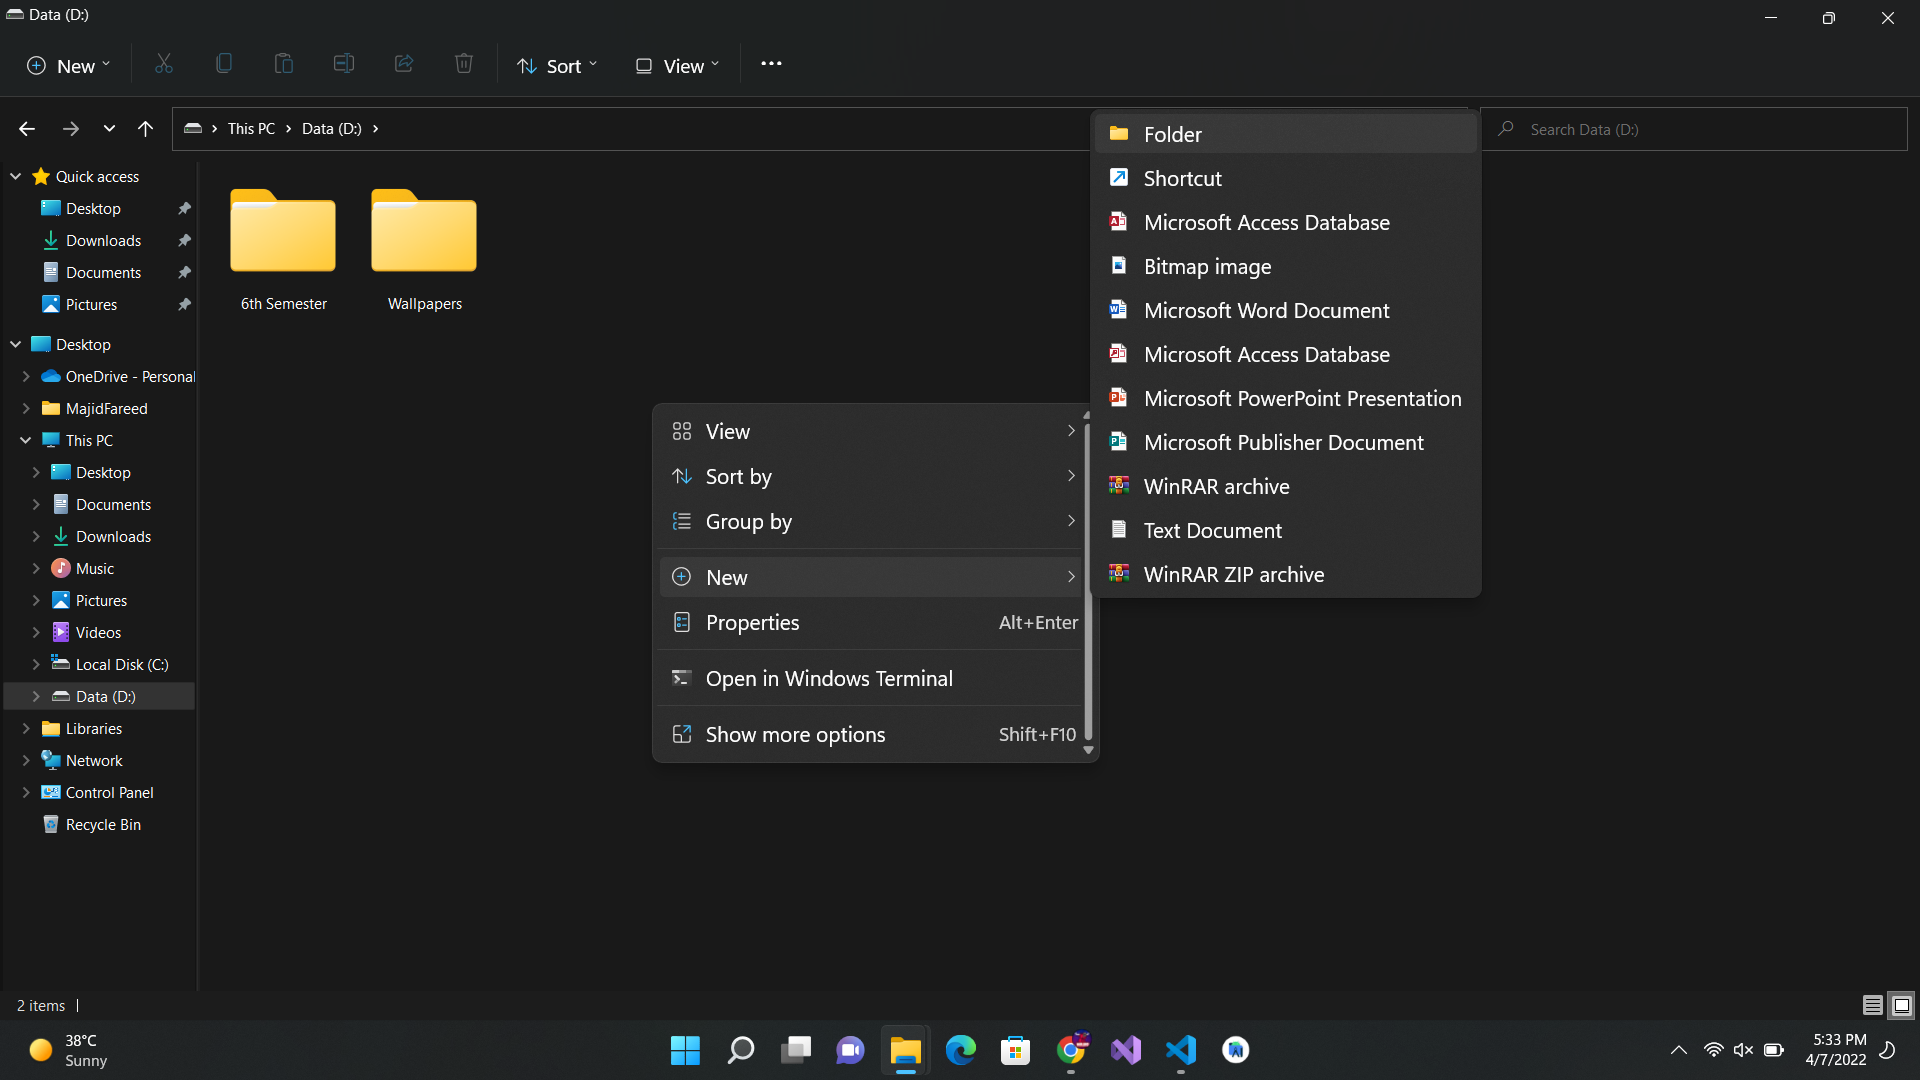 Data (D:)
New
Sort
View
This PC
Data (D:)
Search Data (D:)
Quick access
Desktop
Downloads
Documents
Pictures
Desktop
OneDrive - Personal
MajidFareed
This PC
Desktop
Documents
Downloads
Music
Pictures
Videos
Local Disk (C:)
Data (D:)
Libraries
Network
Control Panel
Recycle Bin
6th Semester
Wallpapers
View
Sort by
Group by
New
Properties Alt+Enter
Open in Windows Terminal
Show more options Shift+F10
Folder
Shortcut
Microsoft Access Database
Bitmap image
Microsoft Word Document
Microsoft Access Database
Microsoft PowerPoint Presentation
Microsoft Publisher Document
WinRAR archive
Text Document
WinRAR ZIP archive
2 items
38°C
Sunny
5:33 PM
4/7/2022